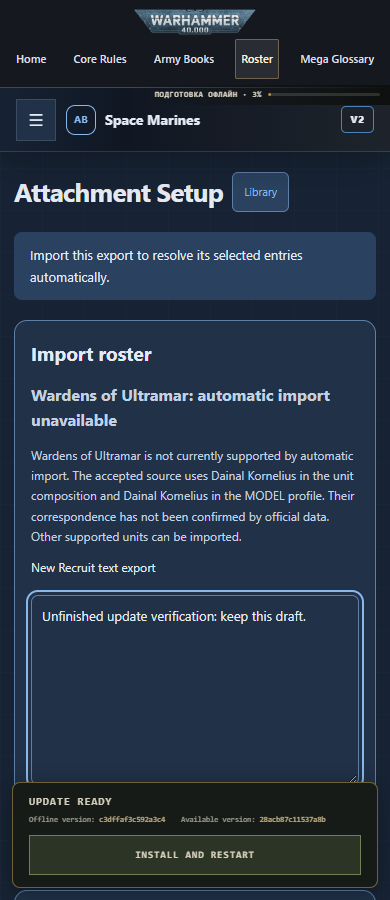 WARHAMMER
40,000
Home
Core Rules
Army Books
Roster
Mega Glossary
ПОДГОТОВКА ОФЛАЙН · 3%
☰
AB
Space Marines
V2
Attachment Setup
Library
Import this export to resolve its selected entries
automatically.
Import roster
Wardens of Ultramar: automatic import
unavailable
Wardens of Ultramar is not currently supported by automatic
import. The accepted source uses Dainal Kornelius in the unit
composition and Dainal Komelius in the MODEL profile. Their
correspondence has not been confirmed by official data.
Other supported units can be imported.
New Recruit text export
Unfinished update verification: keep this draft.
UPDATE READY
Offline version: c3dffaf3c592a3c4 Available version: 28acb87c11537a8b
INSTALL AND RESTART